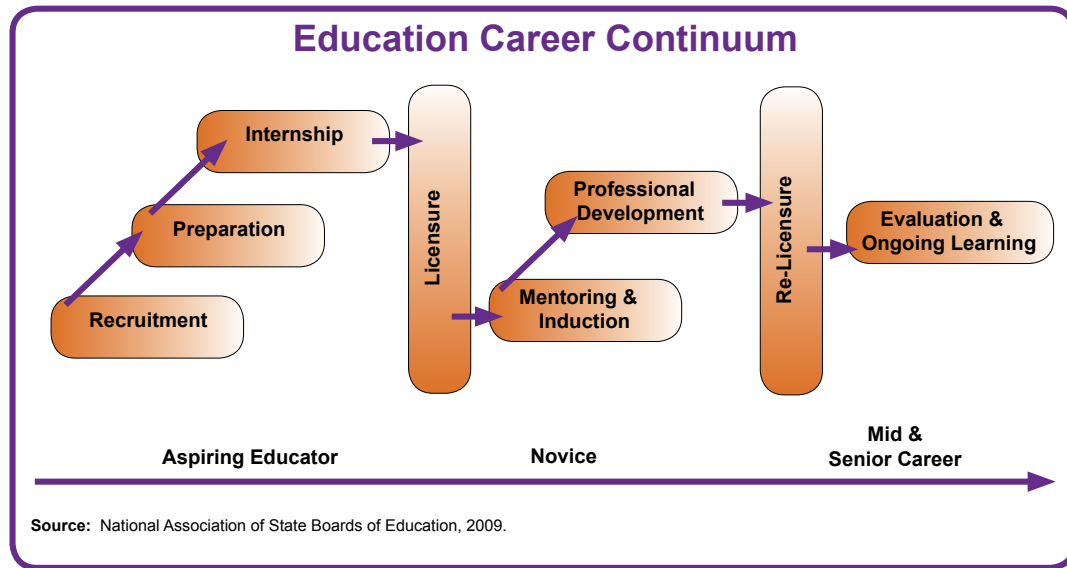 Education Career Continuum
Internship
Preparation
Recruitment
Licensure
Professional
Development
Mentoring &
Induction
Re-Licensure
Evaluation &
Ongoing Learning
Aspiring Educator
Novice
Mid &
Senior Career
Source: National Association of State Boards of Education, 2009.